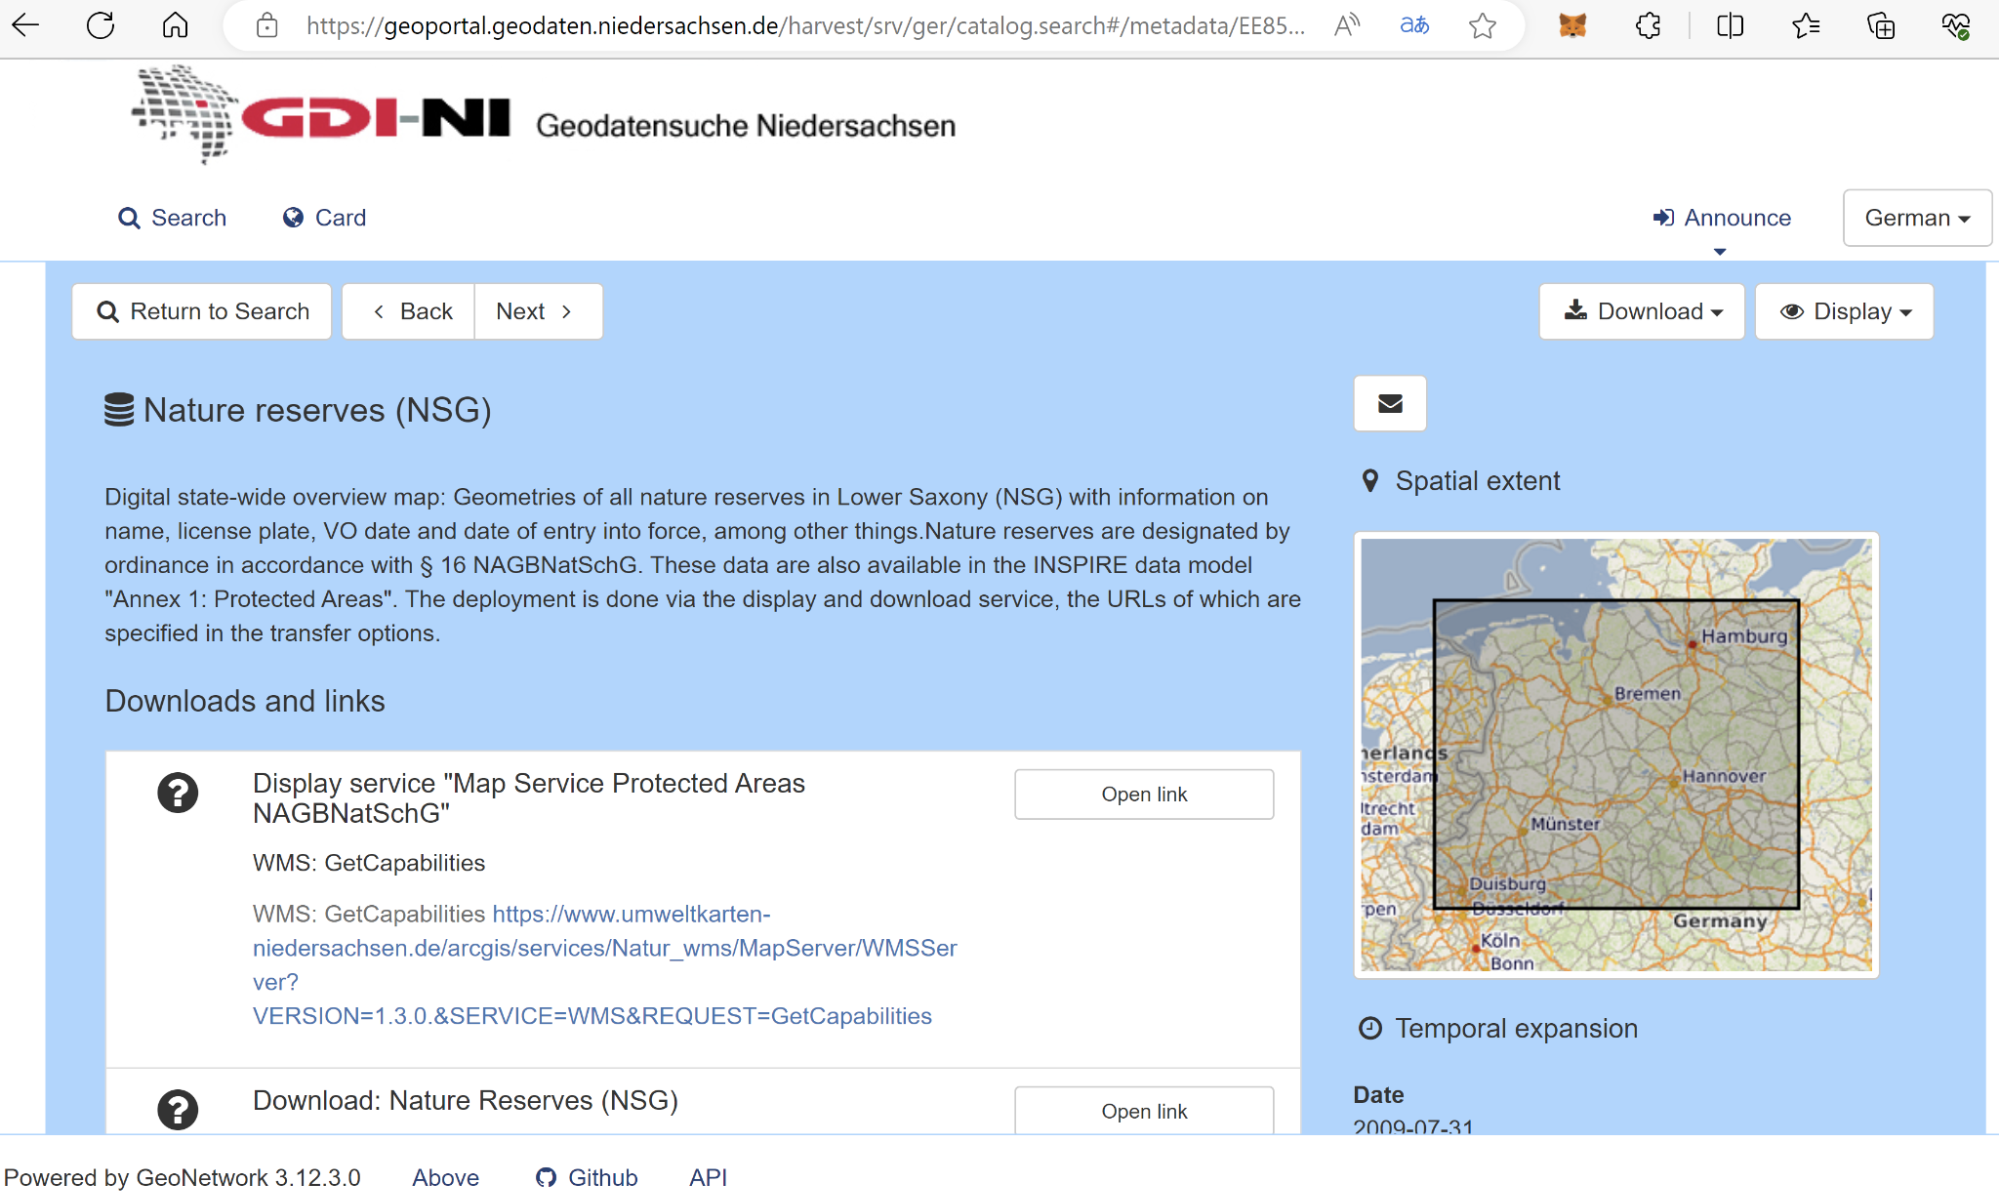 https://geoportal.geodaten.niedersachsen.de/harvest/srv/ger/catalog.search#/metadata/EE85...
GDI-NI Geodatensuche Niedersachsen
Search Card Announce German
Return to Search Back Next Download Display
Nature reserves (NSG)
Digital state-wide overview map: Geometries of all nature reserves in Lower Saxony (NSG) with information on
name, license plate, VO date and date of entry into force, among other things.Nature reserves are designated by
ordinance in accordance with § 16 NAGBNatSchG. These data are also available in the INSPIRE data model
"Annex 1: Protected Areas". The deployment is done via the display and download service, the URLs of which are
specified in the transfer options.
Downloads and links
Display service "Map Service Protected Areas
NAGBNatSchG"
Open link
WMS: GetCapabilities
WMS: GetCapabilities https://www.umweltkarten-
niedersachsen.de/arcgis/services/Natur_wms/MapServer/WMSSer
ver?
VERSION=1.3.0.&SERVICE=WMS&REQUEST=GetCapabilities
Download: Nature Reserves (NSG)
Open link
Spatial extent
Hamburg
Bremen
herlands
nsterdam
Hannover
Itrecht
dam
Münster
Duisburg
pen
Düsseldorf
Germany
Köln
Bonn
Temporal expansion
Date
2009-07-31
Powered by GeoNetwork 3.12.3.0 Above Github API